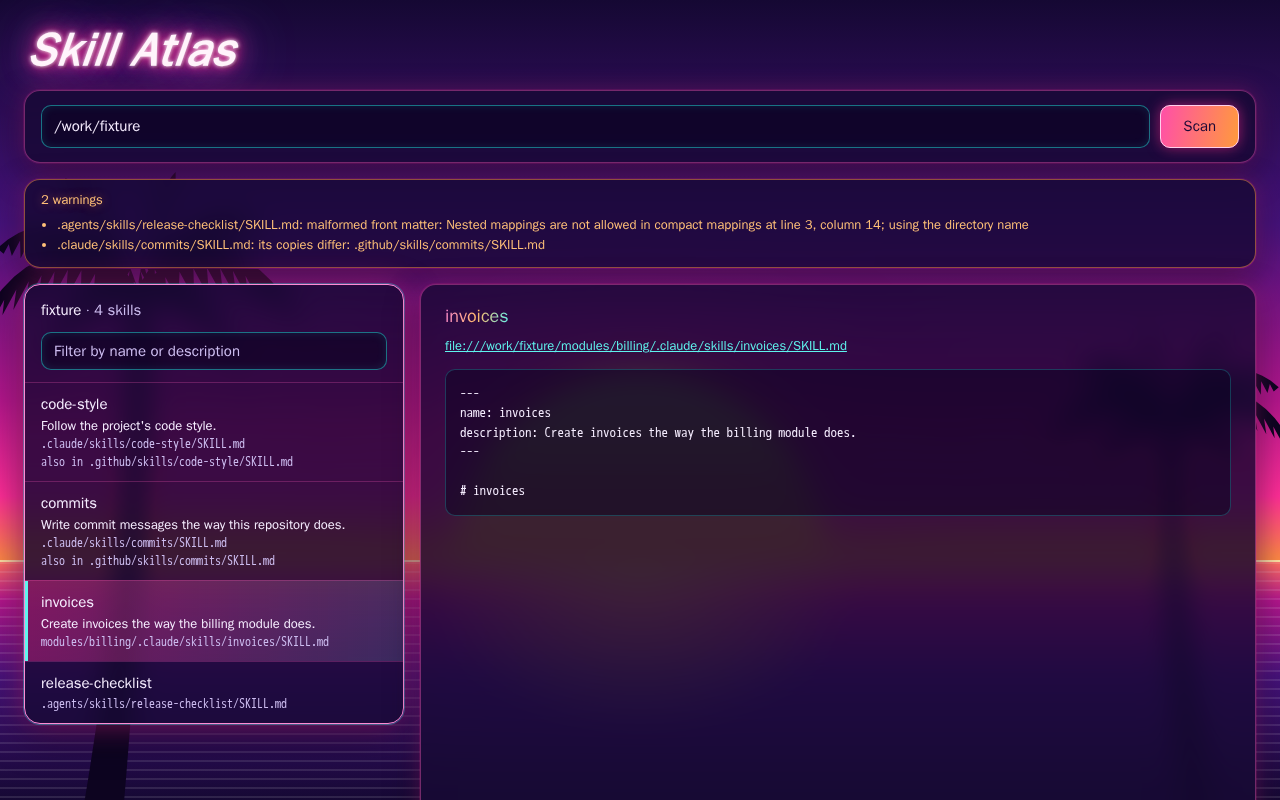 Skill Atlas
/work/fixture
Scan
2 warnings
• .agents/skills/release-checklist/SKILL.md: malformed front matter: Nested mappings are not allowed in compact mappings at line 3, column 14; using the directory name
• .claude/skills/commits/SKILL.md: its copies differ: .github/skills/commits/SKILL.md
fixture · 4 skills
Filter by name or description
code-style
Follow the project's code style.
.claude/skills/code-style/SKILL.md
also in .github/skills/code-style/SKILL.md
commits
Write commit messages the way this repository does.
.claude/skills/commits/SKILL.md
also in .github/skills/commits/SKILL.md
invoices
Create invoices the way the billing module does.
modules/billing/.claude/skills/invoices/SKILL.md
release-checklist
.agents/skills/release-checklist/SKILL.md
invoices
file:///work/fixture/modules/billing/.claude/skills/invoices/SKILL.md
---
name: invoices
description: Create invoices the way the billing module does.
---
# invoices